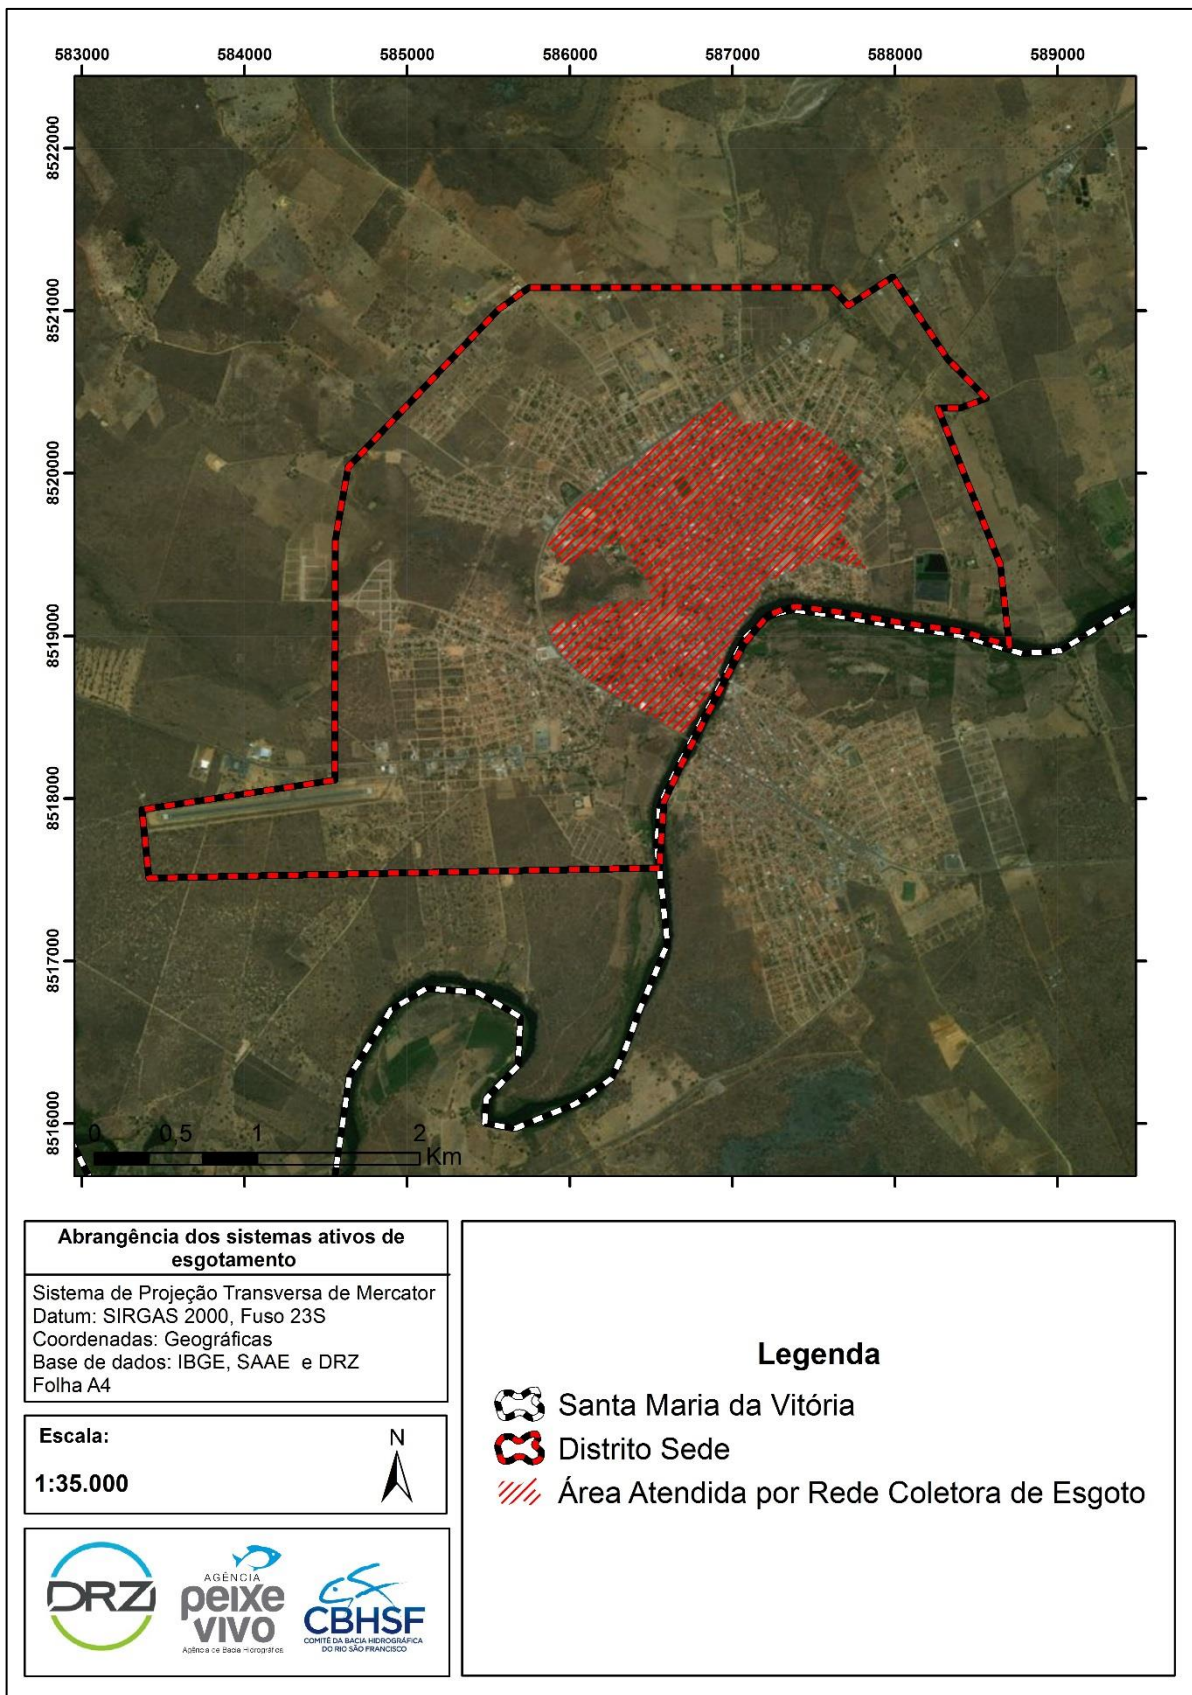 583000 584000 585000 586000 587000 588000 589000
8522000
8521000
8520000
8519000
8518000
8517000
8516000
0 0,5 1 2
Km
Abrangência dos sistemas ativos de
esgotamento
Sistema de Projeção Transversa de Mercator
Datum: SIRGAS 2000, Fuso 23S
Coordenadas: Geográficas
Base de dados: IBGE, SAAE e DRZ
Folha A4
Escala:
1:35.000
N
DRZ
AGÊNCIA
peixe
vivo
Agência de Bacia Hidrográfica
CBHSF
COMITÊ DA BACIA HIDROGRÁFICA
DO RIO SÃO FRANCISCO
Legenda
Santa Maria da Vitória
Distrito Sede
Área Atendida por Rede Coletora de Esgoto